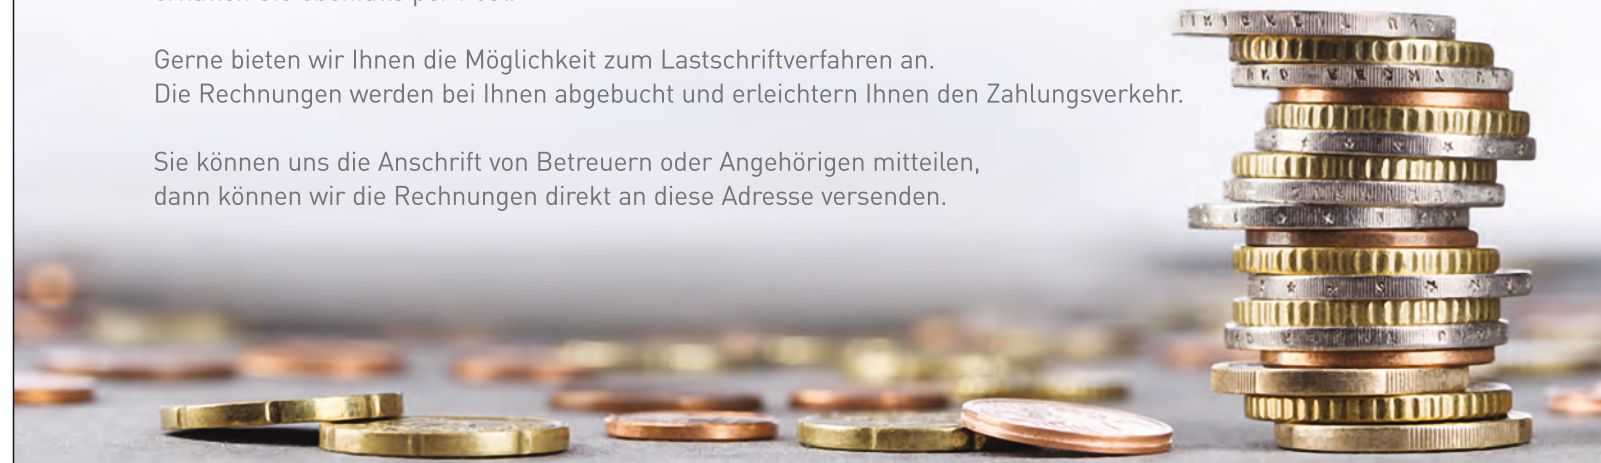 Gerne bieten wir Ihnen die Möglichkeit zum Lastschriftverfahren an.
Die Rechnungen werden bei Ihnen abgebucht und erleichtern Ihnen den Zahlungsverkehr.
Sie können uns die Anschrift von Betreuern oder Angehörigen mitteilen,
dann können wir die Rechnungen direkt an diese Adresse versenden.